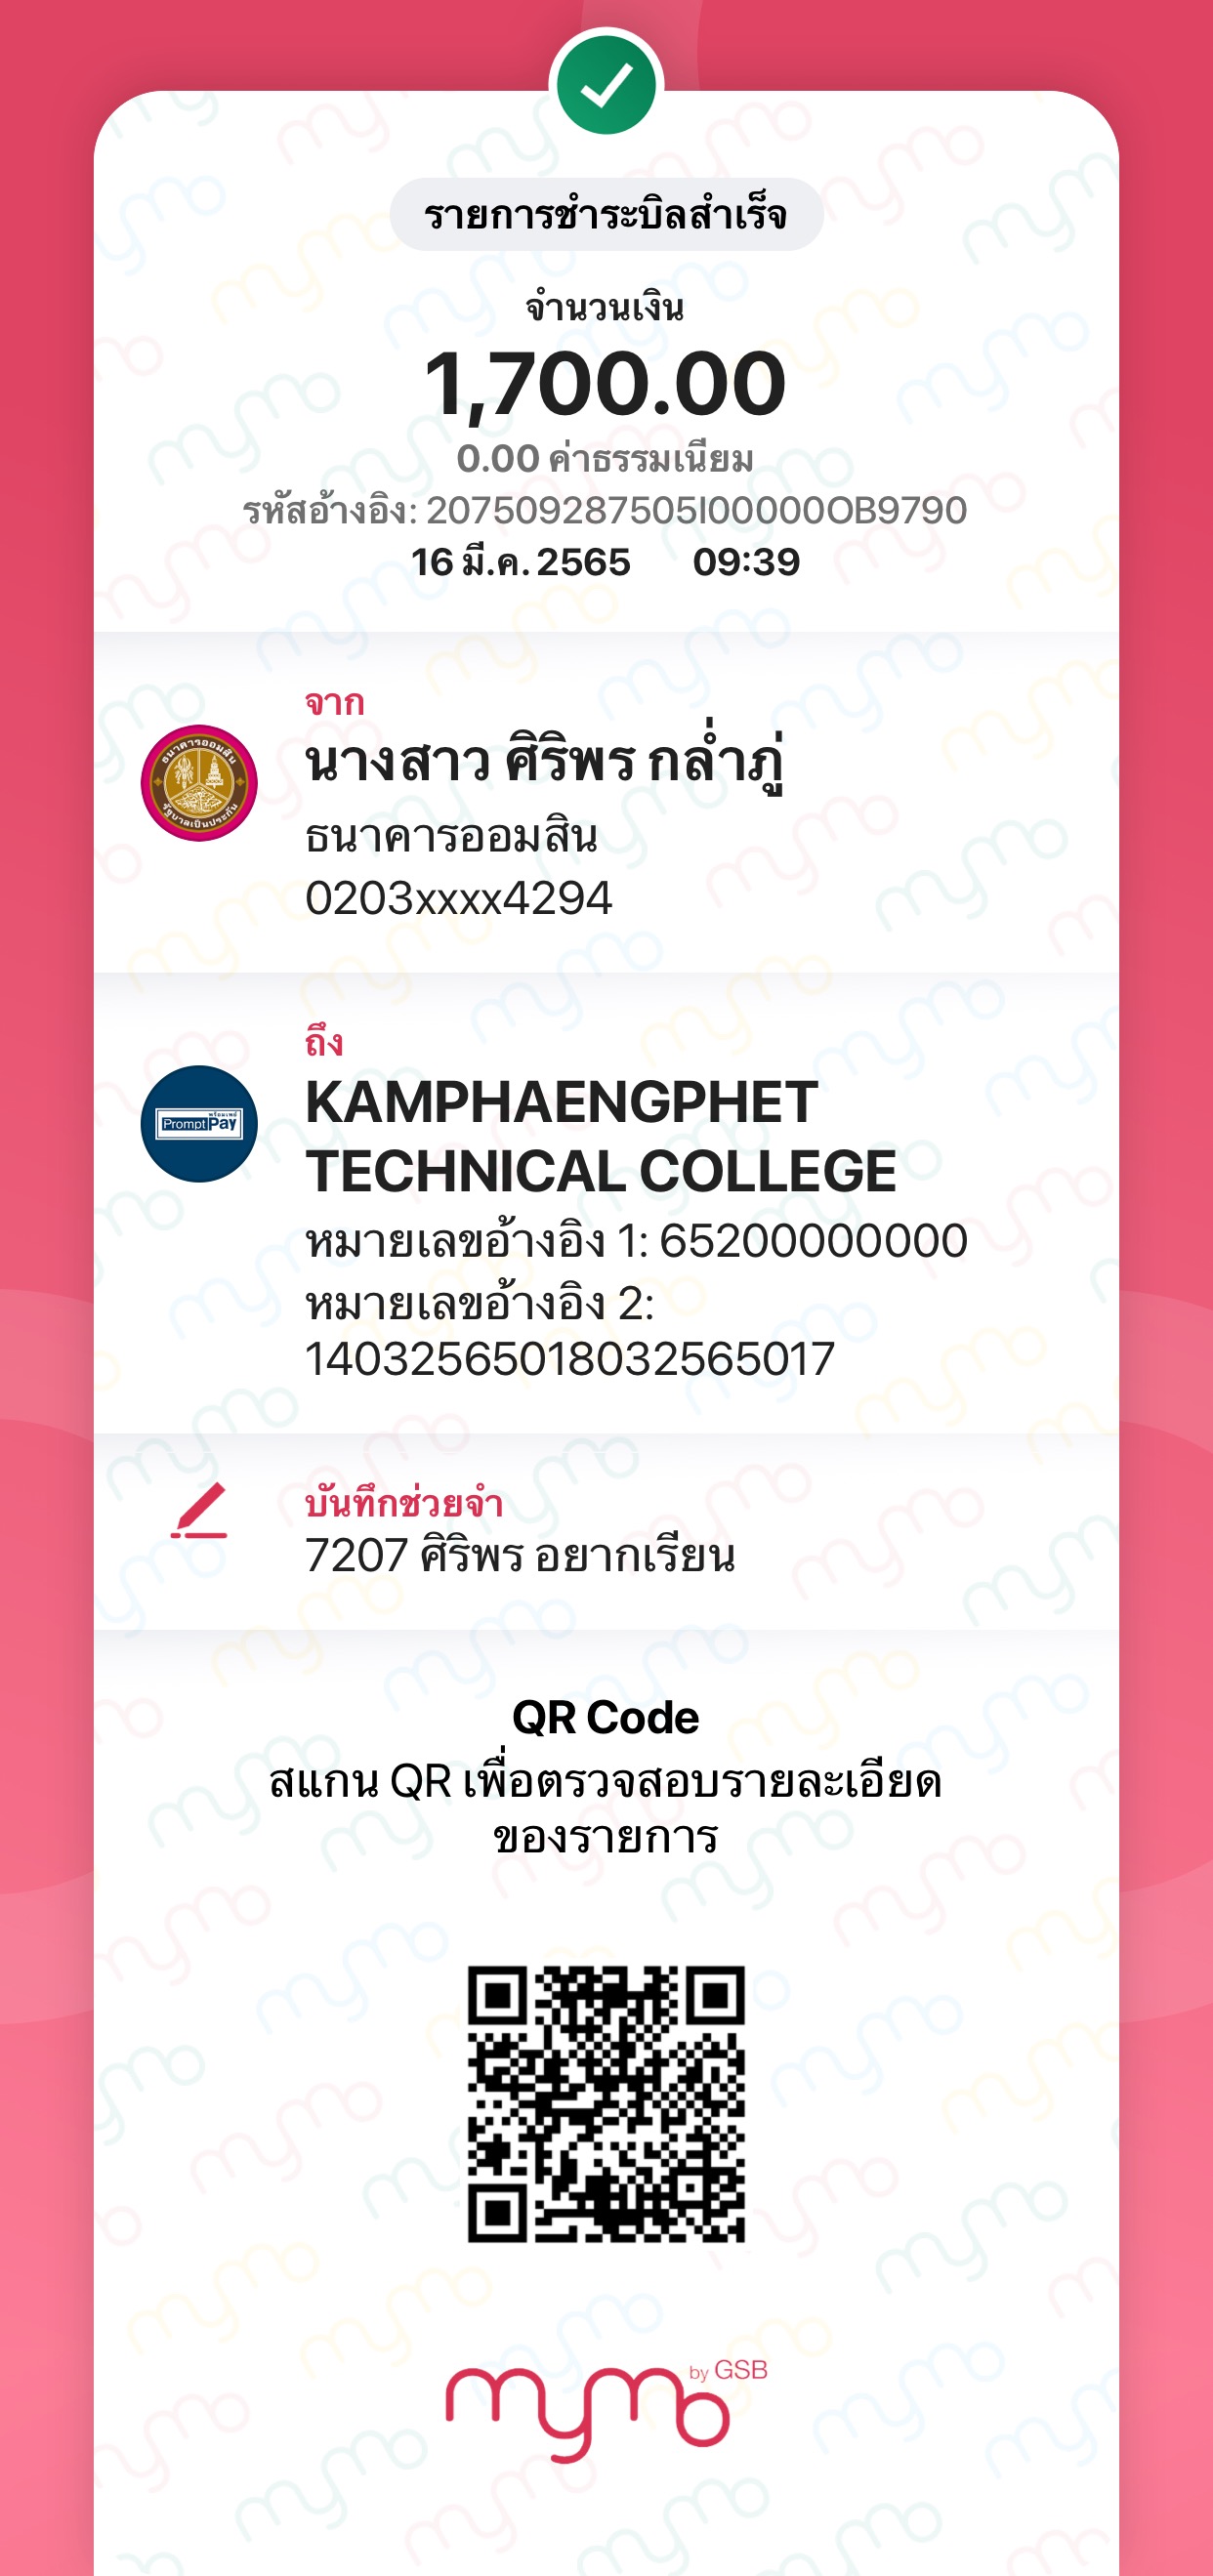 รายการชำระบิลสำเร็จ
จำนวนเงิน
1,700.00
0.00 ค่าธรรมเนียม
รหัสอ้างอิง: 207509287505I00000OB9790
16 มี.ค. 2565 09:39
จาก
นางสาว ศิริพร กล่ำภู่
ธนาคารออมสิน
0203xxxx4294
ถึง
พร้อมเพย์
Prompt Pay
KAMPHAENGPHET
TECHNICAL COLLEGE
หมายเลขอ้างอิง 1: 65200000000
หมายเลขอ้างอิง 2:
14032565018032565017
บันทึกช่วยจำ
7207 ศิริพร อยากเรียน
QR Code
สแกน QR เพื่อตรวจสอบรายละเอียด
ของรายการ
mymo by GSB